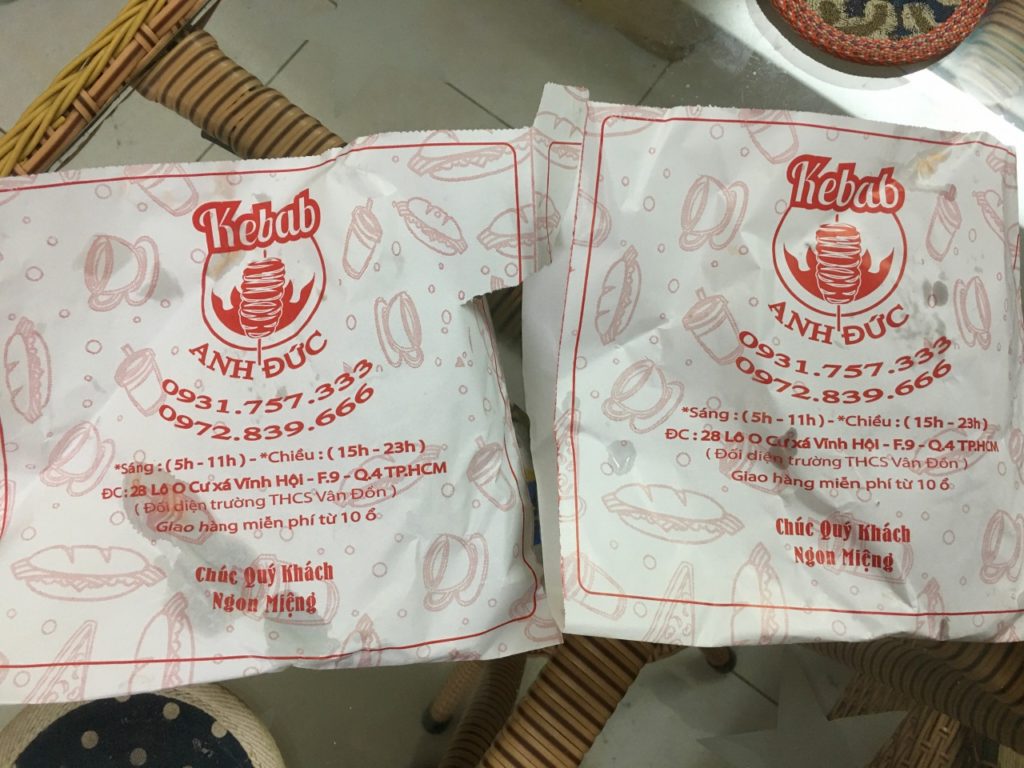 Kebab
ANH ĐỨC
0931.757.333
0972.839.666
*Sáng : ( 5h - 11h ) - *Chiều : ( 15h - 23h )
ĐC : 28 Lô O Cư xá Vĩnh Hội - F.9 - Q.4 TP.HCM
( Đối diện trường THCS Vân Đồn )
Giao hàng miễn phí từ 10 ổ
Chúc Quý Khách
Ngon Miệng
Kebab
ANH ĐỨC
0931.757.333
0972.839.666
*Sáng : ( 5h - 11h ) - *Chiều : ( 15h - 23h )
ĐC : 28 Lô O Cư xá Vĩnh Hội - F.9 - Q.4 TP.HCM
( Đối diện trường THCS Vân Đồn )
Giao hàng miễn phí từ 10 ổ
Chúc Quý Khách
Ngon Miệng